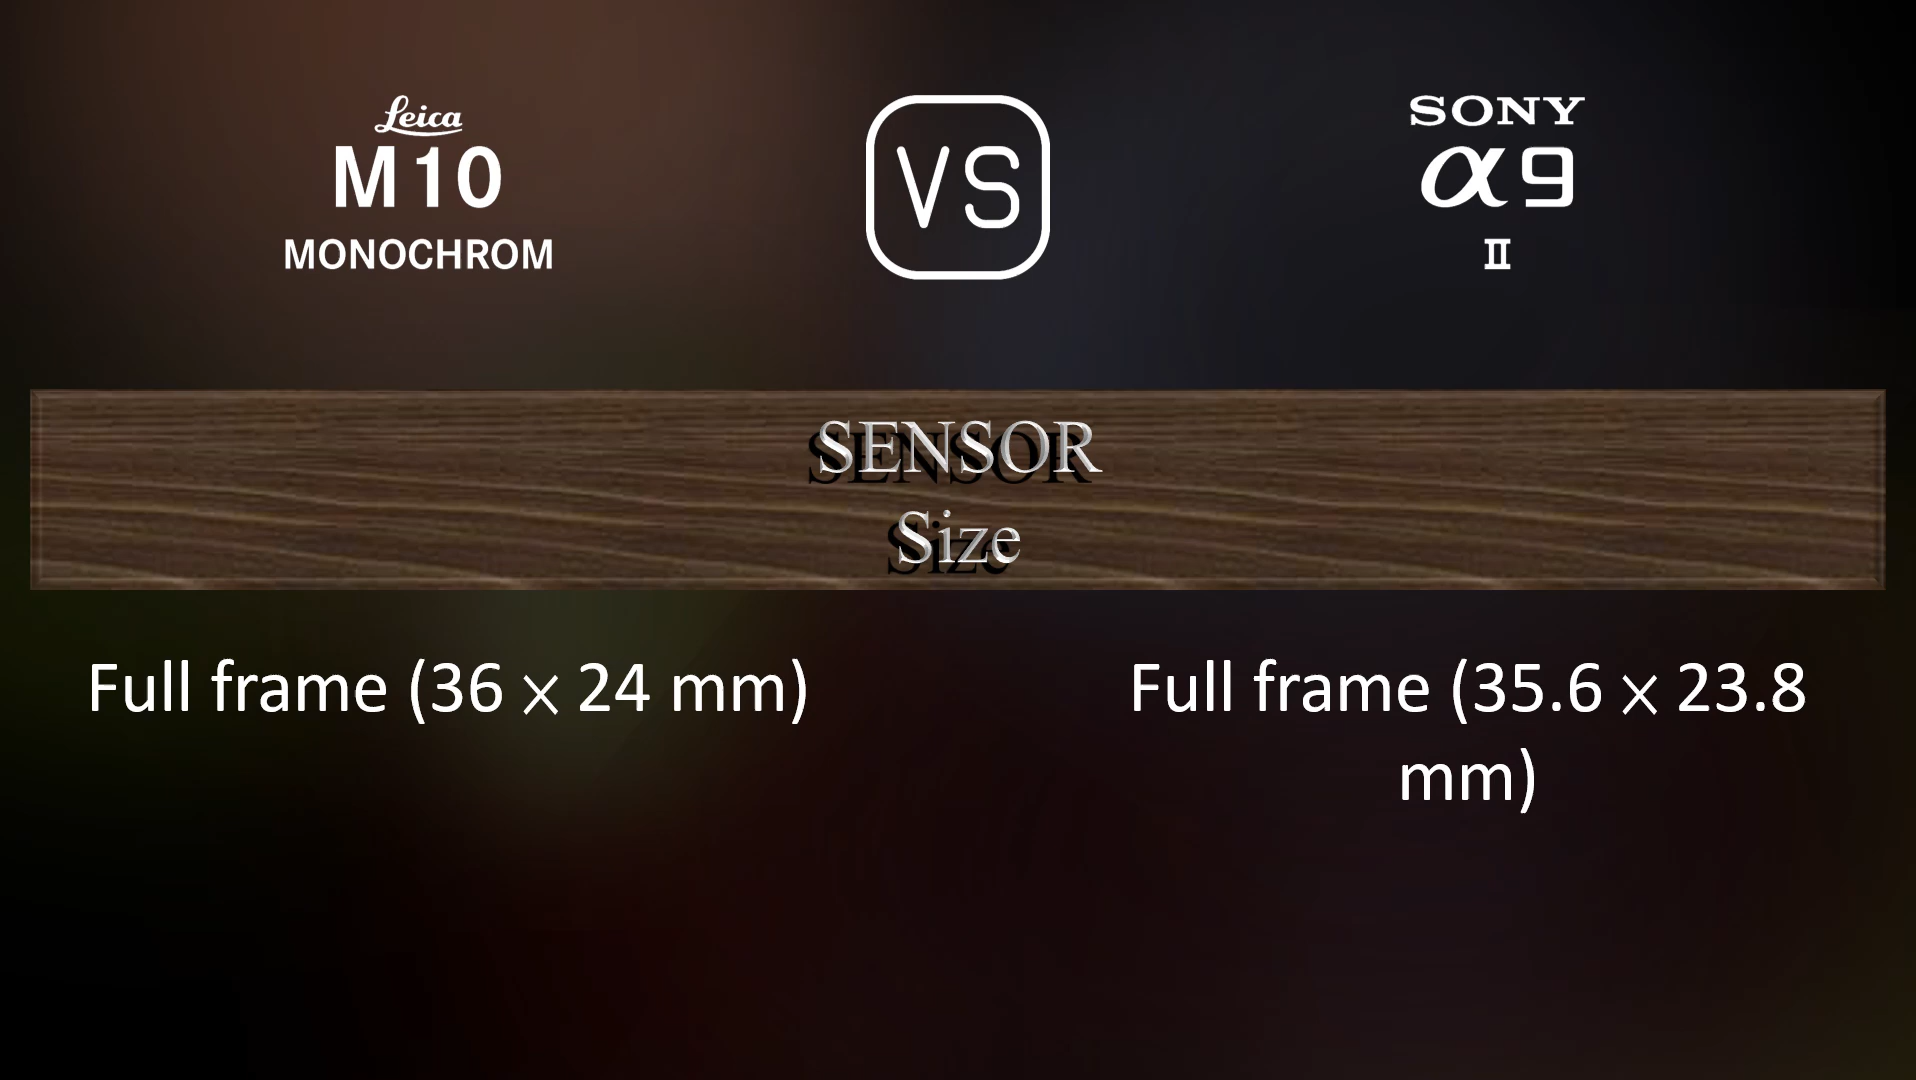 Leica
M10
MONOCHROM
VS
SONY
α9
II
SENSOR
Size
Full frame (36 x 24 mm)
Full frame (35.6 x 23.8
mm)